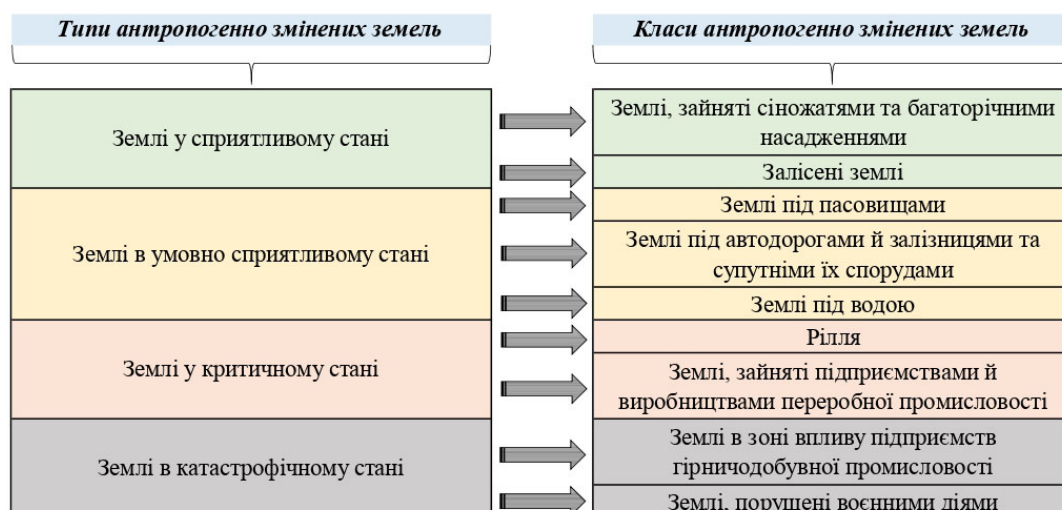 Типи антропогенно змінених земель
Класи антропогенно змінених земель
Землі у сприятливому стані
Землі, зайняті сіножатями та багаторічними
насадженнями
Залісені землі
Землі в умовно сприятливому стані
Землі під пасовищами
Землі під автодорогами й залізницями та
супутніми їх спорудами
Землі під водою
Землі у критичному стані
Рілля
Землі, зайняті підприємствами й
виробництвами переробної промисловості
Землі в катастрофічному стані
Землі в зоні впливу підприємств
гірничодобувної промисловості
Землі, порушені воєнними діями